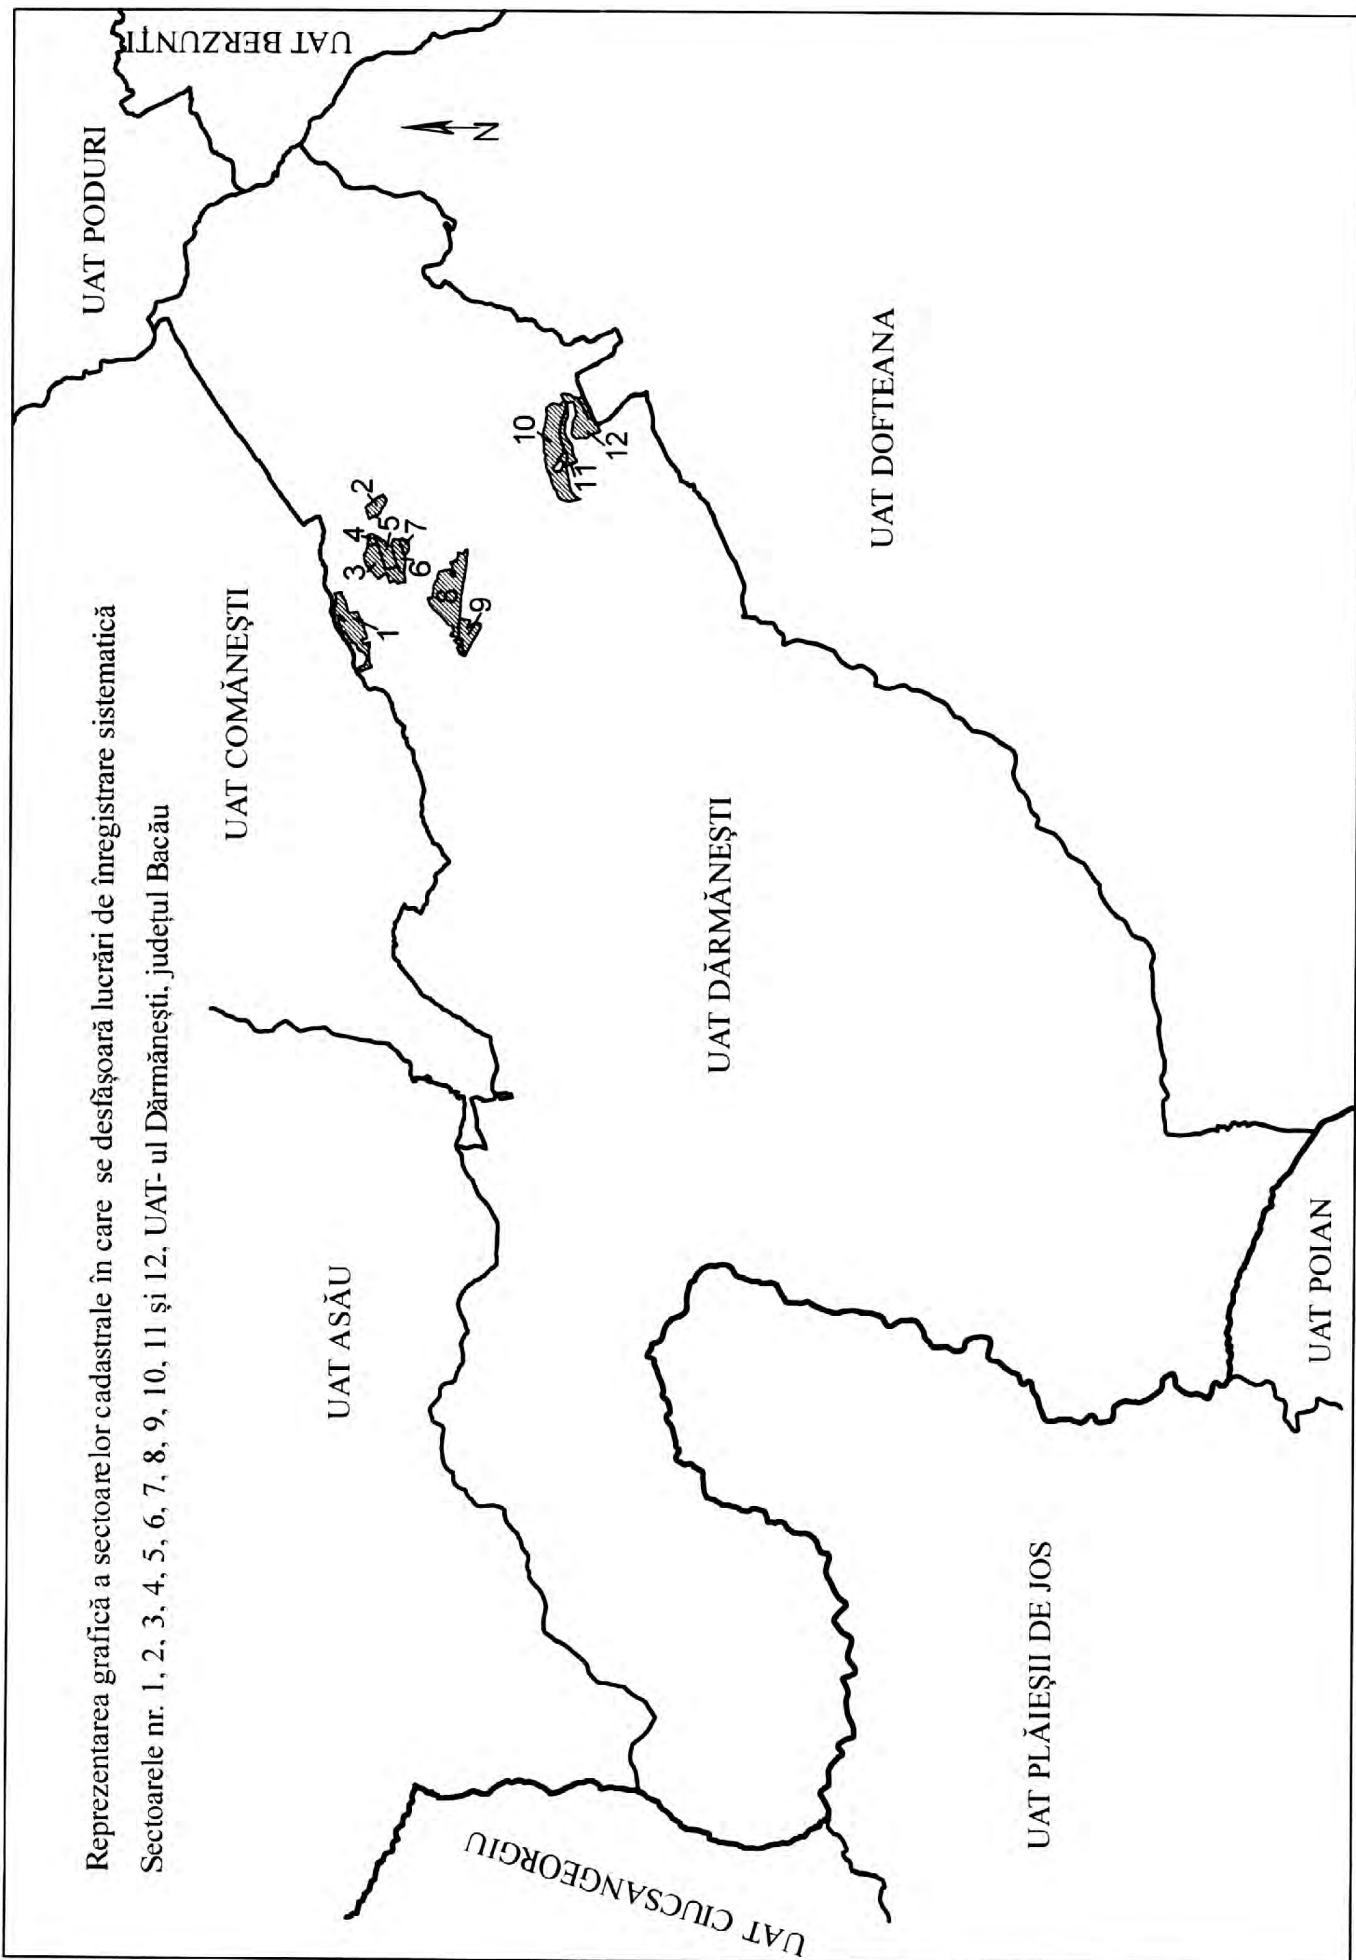 Reprezentarea grafică a sectoarelor cadastrale în care se desfășoară lucrări de înregistrare sistematică
Sectoarele nr. 1, 2, 3, 4, 5, 6, 7, 8, 9, 10, 11 și 12, UAT- ul Dărmănești, județul Bacău
UAT PODURI
UAT BERZUNȚI
N
UAT COMĂNEȘTI
UAT ASĂU
1
2
3
4
5
6
7
8
9
10
11
12
UAT DĂRMĂNEȘTI
UAT DOFTEANA
UAT CIUCSANGEORGIU
UAT PLĂIEȘII DE JOS
UAT POIAN